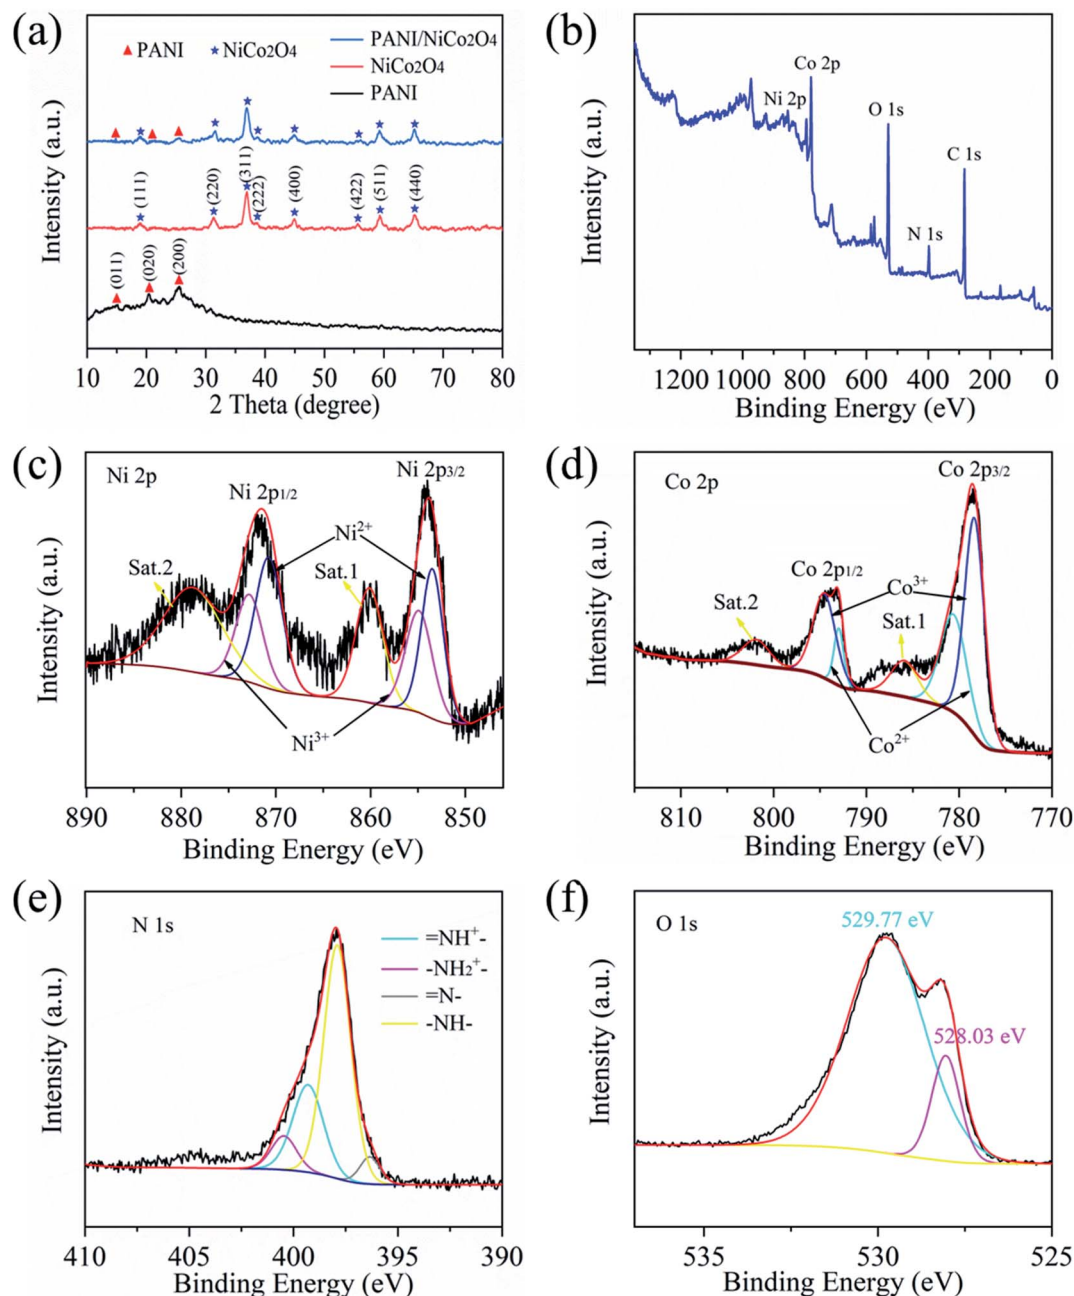 (a)
PANI
NiCo2O4
PANI/NiCo2O4
NiCo2O4
PANI
(111)
(220)
(311)
(222)
(400)
(422)
(511)
(440)
(011)
(020)
(200)
Intensity (a.u.)
10 20 30 40 50 60 70 80
2 Theta (degree)
(b)
Co 2p
Ni 2p
O 1s
C 1s
N 1s
Intensity (a.u.)
1200 1000 800 600 400 200 0
Binding Energy (eV)
(c)
Ni 2p
Ni 2p3/2
Ni 2p1/2
Ni2+
Sat.2
Sat.1
Ni3+
Intensity (a.u.)
890 880 870 860 850
Binding Energy (eV)
(d)
Co 2p
Co 2p3/2
Co 2p1/2
Co3+
Sat.2
Sat.1
Co2+
Intensity (a.u.)
810 800 790 780 770
Binding Energy (eV)
(e)
N 1s
=NH+-
-NH2+-
=N-
-NH-
Intensity (a.u.)
410 405 400 395 390
Binding Energy (eV)
(f)
O 1s
529.77 eV
528.03 eV
Intensity (a.u.)
535 530 525
Binding Energy (eV)